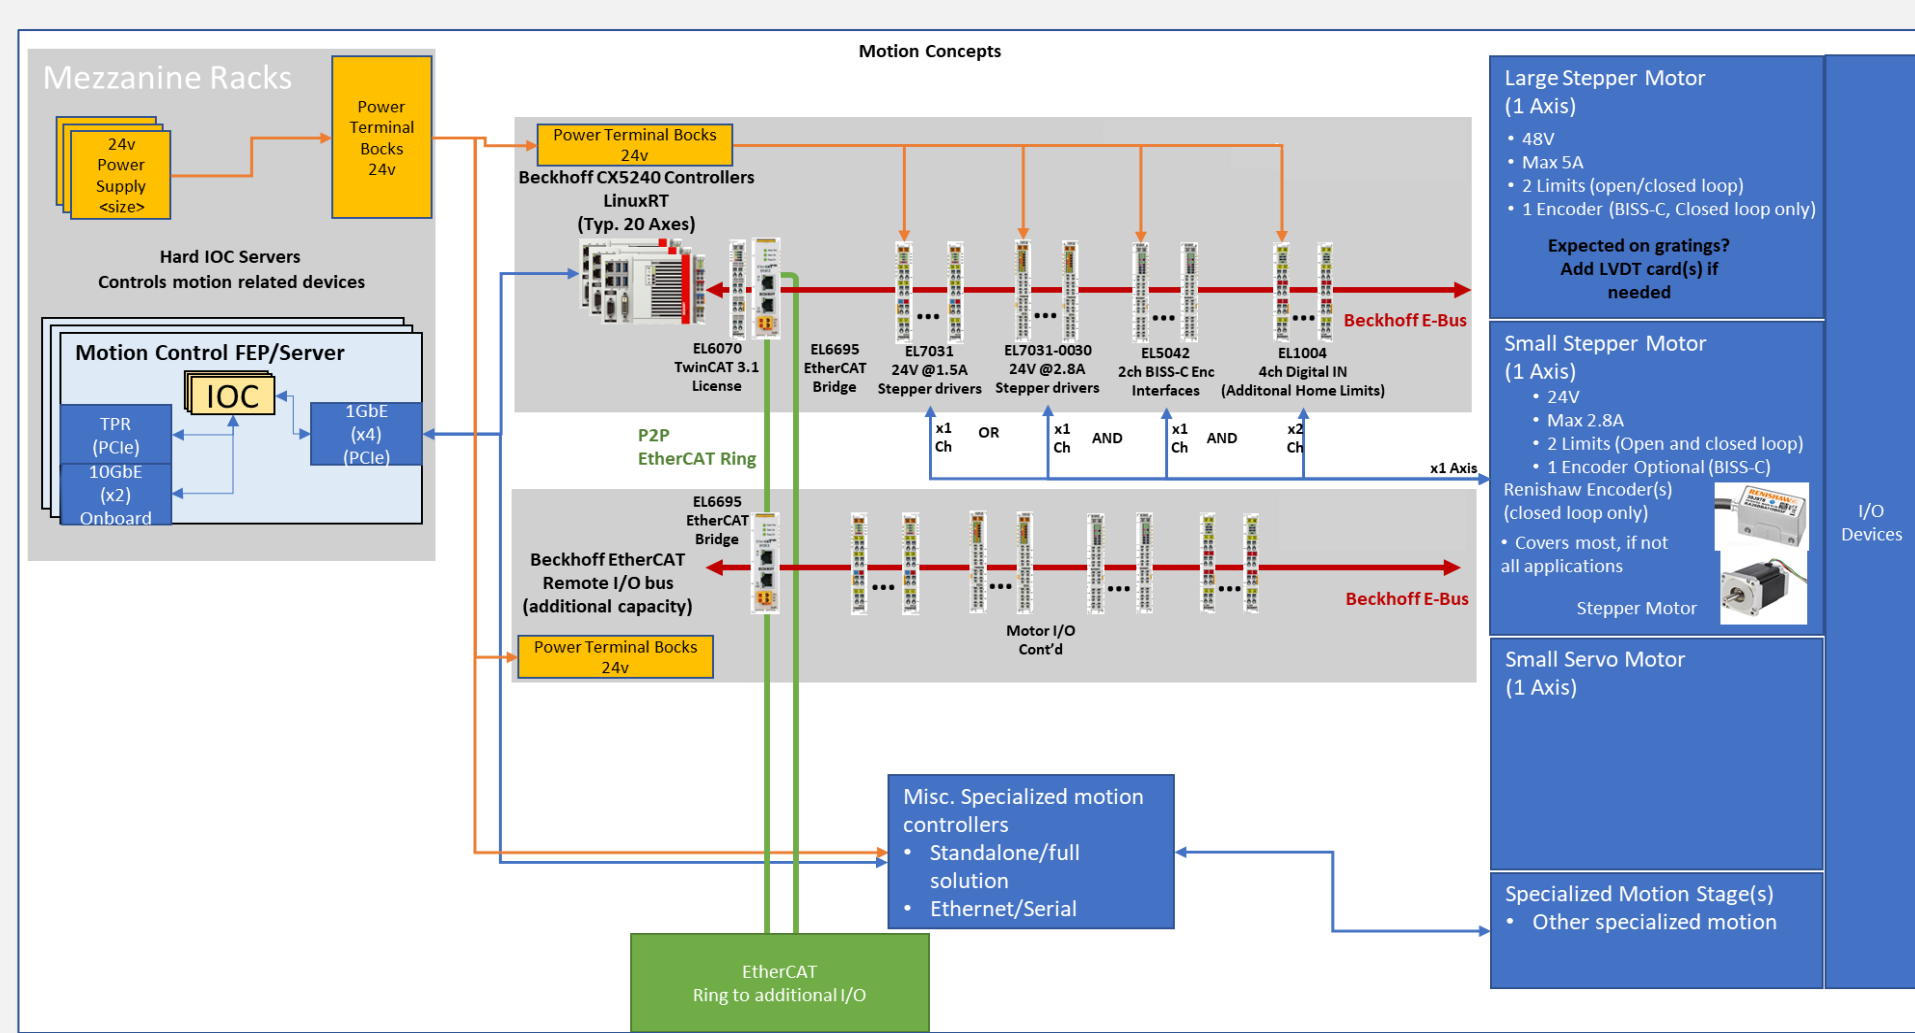 Motion Concepts
Mezzanine Racks
24v
Power
Supply
<size>
Power
Terminal
Bocks
24v
Hard IOC Servers
Controls motion related devices
Motion Control FEP/Server
IOC
TPR
(PCIe)
10GbE
(x2)
Onboard
1GbE
(x4)
(PCIe)
Power Terminal Bocks
24v
Beckhoff CX5240 Controllers
LinuxRT
(Typ. 20 Axes)
EL6070
TwinCAT 3.1
License
EL6695
EtherCAT
Bridge
EL7031
24V @1.5A
Stepper drivers
EL7031-0030
24V @2.8A
Stepper drivers
EL5042
2ch BISS-C Enc
Interfaces
EL1004
4ch Digital IN
(Additonal Home Limits)
Beckhoff E-Bus
P2P
EtherCAT Ring
x1
Ch
OR
x1
Ch
AND
x1
Ch
AND
x2
Ch
x1 Axis
EL6695
EtherCAT
Bridge
Beckhoff EtherCAT
Remote I/O bus
(additional capacity)
Beckhoff E-Bus
Motor I/O
Cont’d
Power Terminal Bocks
24v
Misc. Specialized motion
controllers
• Standalone/full
solution
• Ethernet/Serial
EtherCAT
Ring to additional I/O
Large Stepper Motor
(1 Axis)
• 48V
• Max 5A
• 2 Limits (open/closed loop)
• 1 Encoder (BISS-C, Closed loop only)
Expected on gratings?
Add LVDT card(s) if
needed
Small Stepper Motor
(1 Axis)
• 24V
• Max 2.8A
• 2 Limits (Open and closed loop)
• 1 Encoder Optional (BISS-C)
Renishaw Encoder(s)
(closed loop only)
• Covers most, if not
all applications
RENISHAW
Stepper Motor
Small Servo Motor
(1 Axis)
Specialized Motion Stage(s)
• Other specialized motion
I/O
Devices